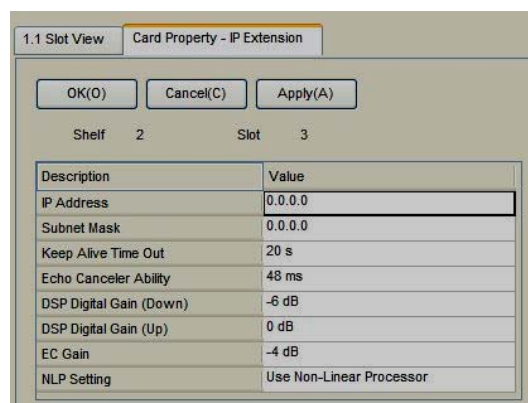 1.1 Slot View Card Property - IP Extension
OK(O) Cancel(C) Apply(A)
Shelf 2 Slot 3
Description Value
IP Address 0.0.0.0
Subnet Mask 0.0.0.0
Keep Alive Time Out 20 s
Echo Canceler Ability 48 ms
DSP Digital Gain (Down) -6 dB
DSP Digital Gain (Up) 0 dB
EC Gain -4 dB
NLP Setting Use Non-Linear Processor